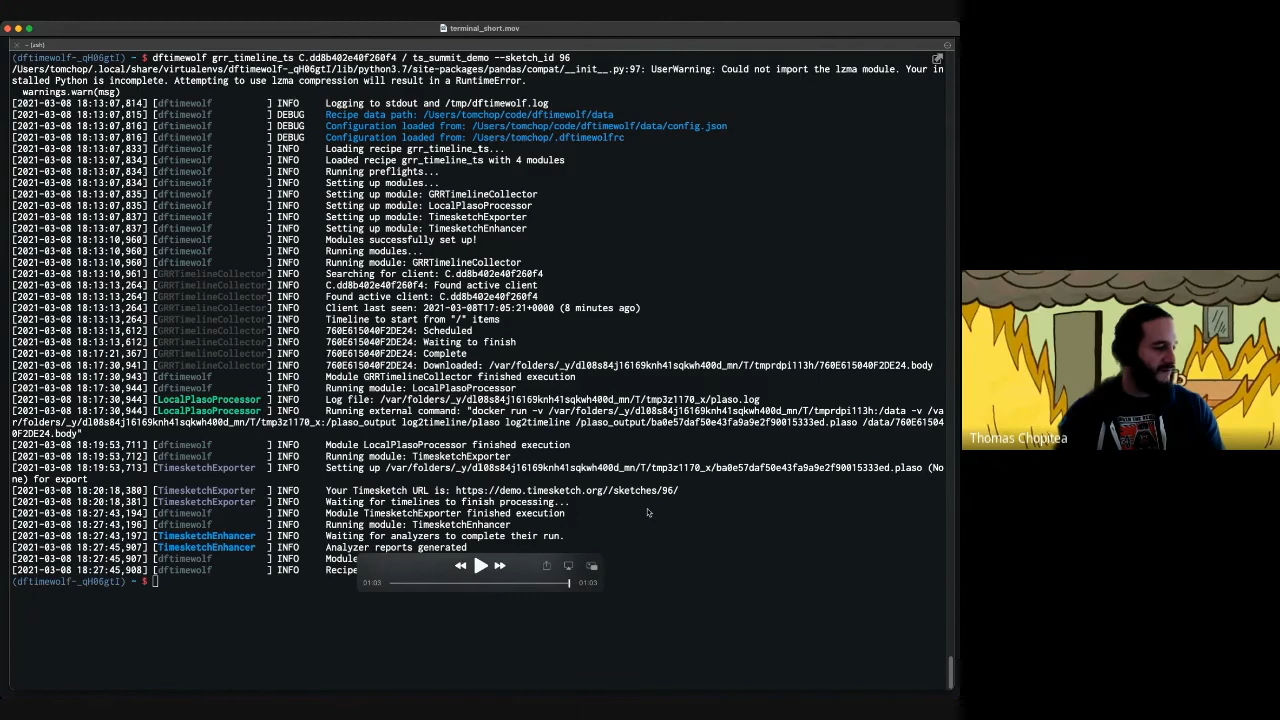 terminal_short.mov
- [zsh]
(dftimewolf-_qH06gtI) ~ $ dftimewolf grr_timeline_ts C.dd8b402e40f260f4 / ts_summit_demo --sketch_id 96
/Users/tomchop/.local/share/virtualenvs/dftimewolf-_qH06gtI/lib/python3.7/site-packages/pandas/compat/__init__.py:97: UserWarning: Could not import the lzma module. Your in
stalled Python is incomplete. Attempting to use lzma compression will result in a RuntimeError.
warnings.warn(msg)
[2021-03-08 18:13:07,814] [dftimewolf ] INFO Logging to stdout and /tmp/dftimewolf.log
[2021-03-08 18:13:07,815] [dftimewolf ] DEBUG Recipe data path: /Users/tomchop/code/dftimewolf/data
[2021-03-08 18:13:07,816] [dftimewolf ] DEBUG Configuration loaded from: /Users/tomchop/code/dftimewolf/data/config.json
[2021-03-08 18:13:07,816] [dftimewolf ] DEBUG Configuration loaded from: /Users/tomchop/.dftimewolfrc
[2021-03-08 18:13:07,833] [dftimewolf ] INFO Loading recipe grr_timeline_ts...
[2021-03-08 18:13:07,834] [dftimewolf ] INFO Loaded recipe grr_timeline_ts with 4 modules
[2021-03-08 18:13:07,834] [dftimewolf ] INFO Running preflights...
[2021-03-08 18:13:07,834] [dftimewolf ] INFO Setting up modules...
[2021-03-08 18:13:07,835] [dftimewolf ] INFO Setting up module: GRRTimelineCollector
[2021-03-08 18:13:07,835] [dftimewolf ] INFO Setting up module: LocalPlasoProcessor
[2021-03-08 18:13:07,837] [dftimewolf ] INFO Setting up module: TimesketchExporter
[2021-03-08 18:13:07,837] [dftimewolf ] INFO Setting up module: TimesketchEnhancer
[2021-03-08 18:13:10,960] [dftimewolf ] INFO Modules successfully set up!
[2021-03-08 18:13:10,960] [dftimewolf ] INFO Running modules...
[2021-03-08 18:13:10,960] [dftimewolf ] INFO Running module: GRRTimelineCollector
[2021-03-08 18:13:10,961] [GRRTimelineCollector] INFO Searching for client: C.dd8b402e40f260f4
[2021-03-08 18:13:13,264] [GRRTimelineCollector] INFO C.dd8b402e40f260f4: Found active client
[2021-03-08 18:13:13,264] [GRRTimelineCollector] INFO Found active client: C.dd8b402e40f260f4
[2021-03-08 18:13:13,264] [GRRTimelineCollector] INFO Client last seen: 2021-03-08T17:05:21+0000 (8 minutes ago)
[2021-03-08 18:13:13,264] [GRRTimelineCollector] INFO Timeline to start from "/" items
[2021-03-08 18:13:13,612] [GRRTimelineCollector] INFO 760E615040F2DE24: Scheduled
[2021-03-08 18:13:13,612] [GRRTimelineCollector] INFO 760E615040F2DE24: Waiting to finish
[2021-03-08 18:17:21,367] [GRRTimelineCollector] INFO 760E615040F2DE24: Complete
[2021-03-08 18:17:30,941] [GRRTimelineCollector] INFO 760E615040F2DE24: Downloaded: /var/folders/_y/dl08s84j16169knh41sqkwh400d_mn/T/tmprdpi113h/760E615040F2DE24.body
[2021-03-08 18:17:30,943] [dftimewolf ] INFO Module GRRTimelineCollector finished execution
[2021-03-08 18:17:30,944] [dftimewolf ] INFO Running module: LocalPlasoProcessor
[2021-03-08 18:17:30,944] [LocalPlasoProcessor ] INFO Log file: /var/folders/_y/dl08s84j16169knh41sqkwh400d_mn/T/tmp3z1170_x/plaso.log
[2021-03-08 18:17:30,944] [LocalPlasoProcessor ] INFO Running external command: "docker run -v /var/folders/_y/dl08s84j16169knh41sqkwh400d_mn/T/tmprdpi113h:/data -v /va
r/folders/_y/dl08s84j16169knh41sqkwh400d_mn/T/tmp3z1170_x:/plaso_output log2timeline/plaso log2timeline /plaso_output/ba0e57daf50e43fa9a9e2f90015333ed.plaso /data/760E61504
0F2DE24.body"
[2021-03-08 18:19:53,711] [dftimewolf ] INFO Module LocalPlasoProcessor finished execution
[2021-03-08 18:19:53,712] [dftimewolf ] INFO Running module: TimesketchExporter
[2021-03-08 18:19:53,713] [TimesketchExporter ] INFO Setting up /var/folders/_y/dl08s84j16169knh41sqkwh400d_mn/T/tmp3z1170_x/ba0e57daf50e43fa9a9e2f90015333ed.plaso (No
ne) for export
[2021-03-08 18:20:18,380] [TimesketchExporter ] INFO Your Timesketch URL is: https://demo.timesketch.org//sketches/96/
[2021-03-08 18:20:18,381] [TimesketchExporter ] INFO Waiting for timelines to finish processing...
[2021-03-08 18:27:43,194] [dftimewolf ] INFO Module TimesketchExporter finished execution
[2021-03-08 18:27:43,196] [dftimewolf ] INFO Running module: TimesketchEnhancer
[2021-03-08 18:27:43,197] [TimesketchEnhancer ] INFO Waiting for analyzers to complete their run.
[2021-03-08 18:27:45,907] [TimesketchEnhancer ] INFO Analyzer reports generated
[2021-03-08 18:27:45,907] [dftimewolf ] INFO Module
[2021-03-08 18:27:45,908] [dftimewolf ] INFO Recipe
(dftimewolf-_qH06gtI) ~ $
01:03 01:03
Thomas Chopitea